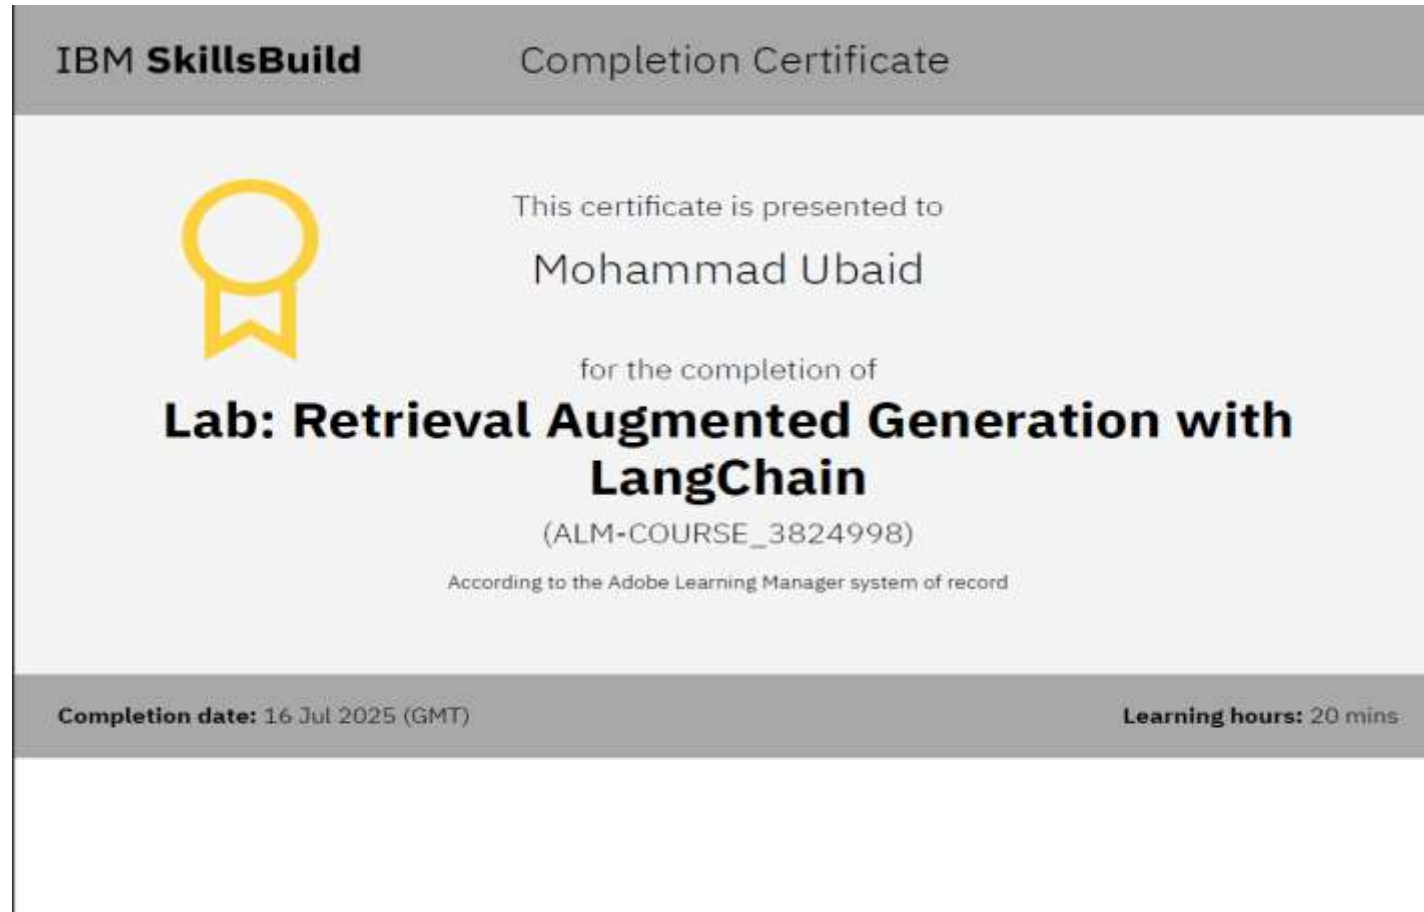 IBM SkillsBuild
Completion Certificate
This certificate is presented to
Mohammad Ubaid
for the completion of
Lab: Retrieval Augmented Generation with
LangChain
(ALM-COURSE_3824998)
According to the Adobe Learning Manager system of record
Completion date: 16 Jul 2025 (GMT)
Learning hours: 20 mins